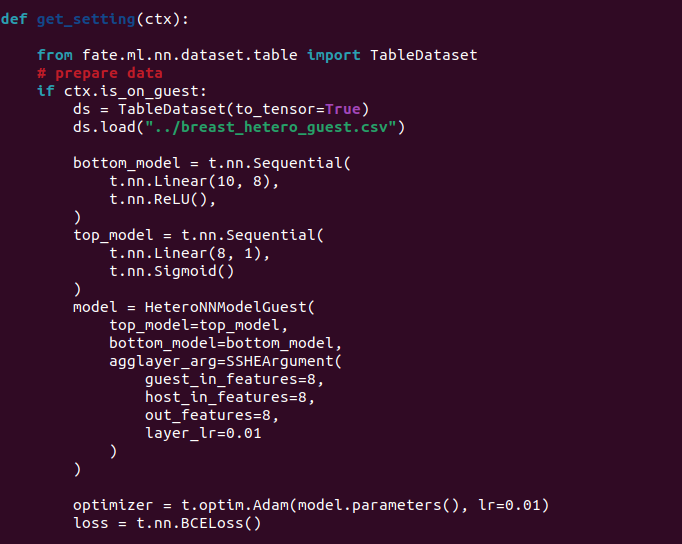 def get_setting(ctx):

    from fate.ml.nn.dataset.table import TableDataset
    # prepare data
    if ctx.is_on_guest:
        ds = TableDataset(to_tensor=True)
        ds.load("../breast_hetero_guest.csv")

        bottom_model = t.nn.Sequential(
            t.nn.Linear(10, 8),
            t.nn.ReLU(),
        )
        top_model = t.nn.Sequential(
            t.nn.Linear(8, 1),
            t.nn.Sigmoid()
        )
        model = HeteroNNModelGuest(
            top_model=top_model,
            bottom_model=bottom_model,
            agglayer_arg=SSHEArgument(
                guest_in_features=8,
                host_in_features=8,
                out_features=8,
                layer_lr=0.01
            )
        )

        optimizer = t.optim.Adam(model.parameters(), lr=0.01)
        loss = t.nn.BCELoss()